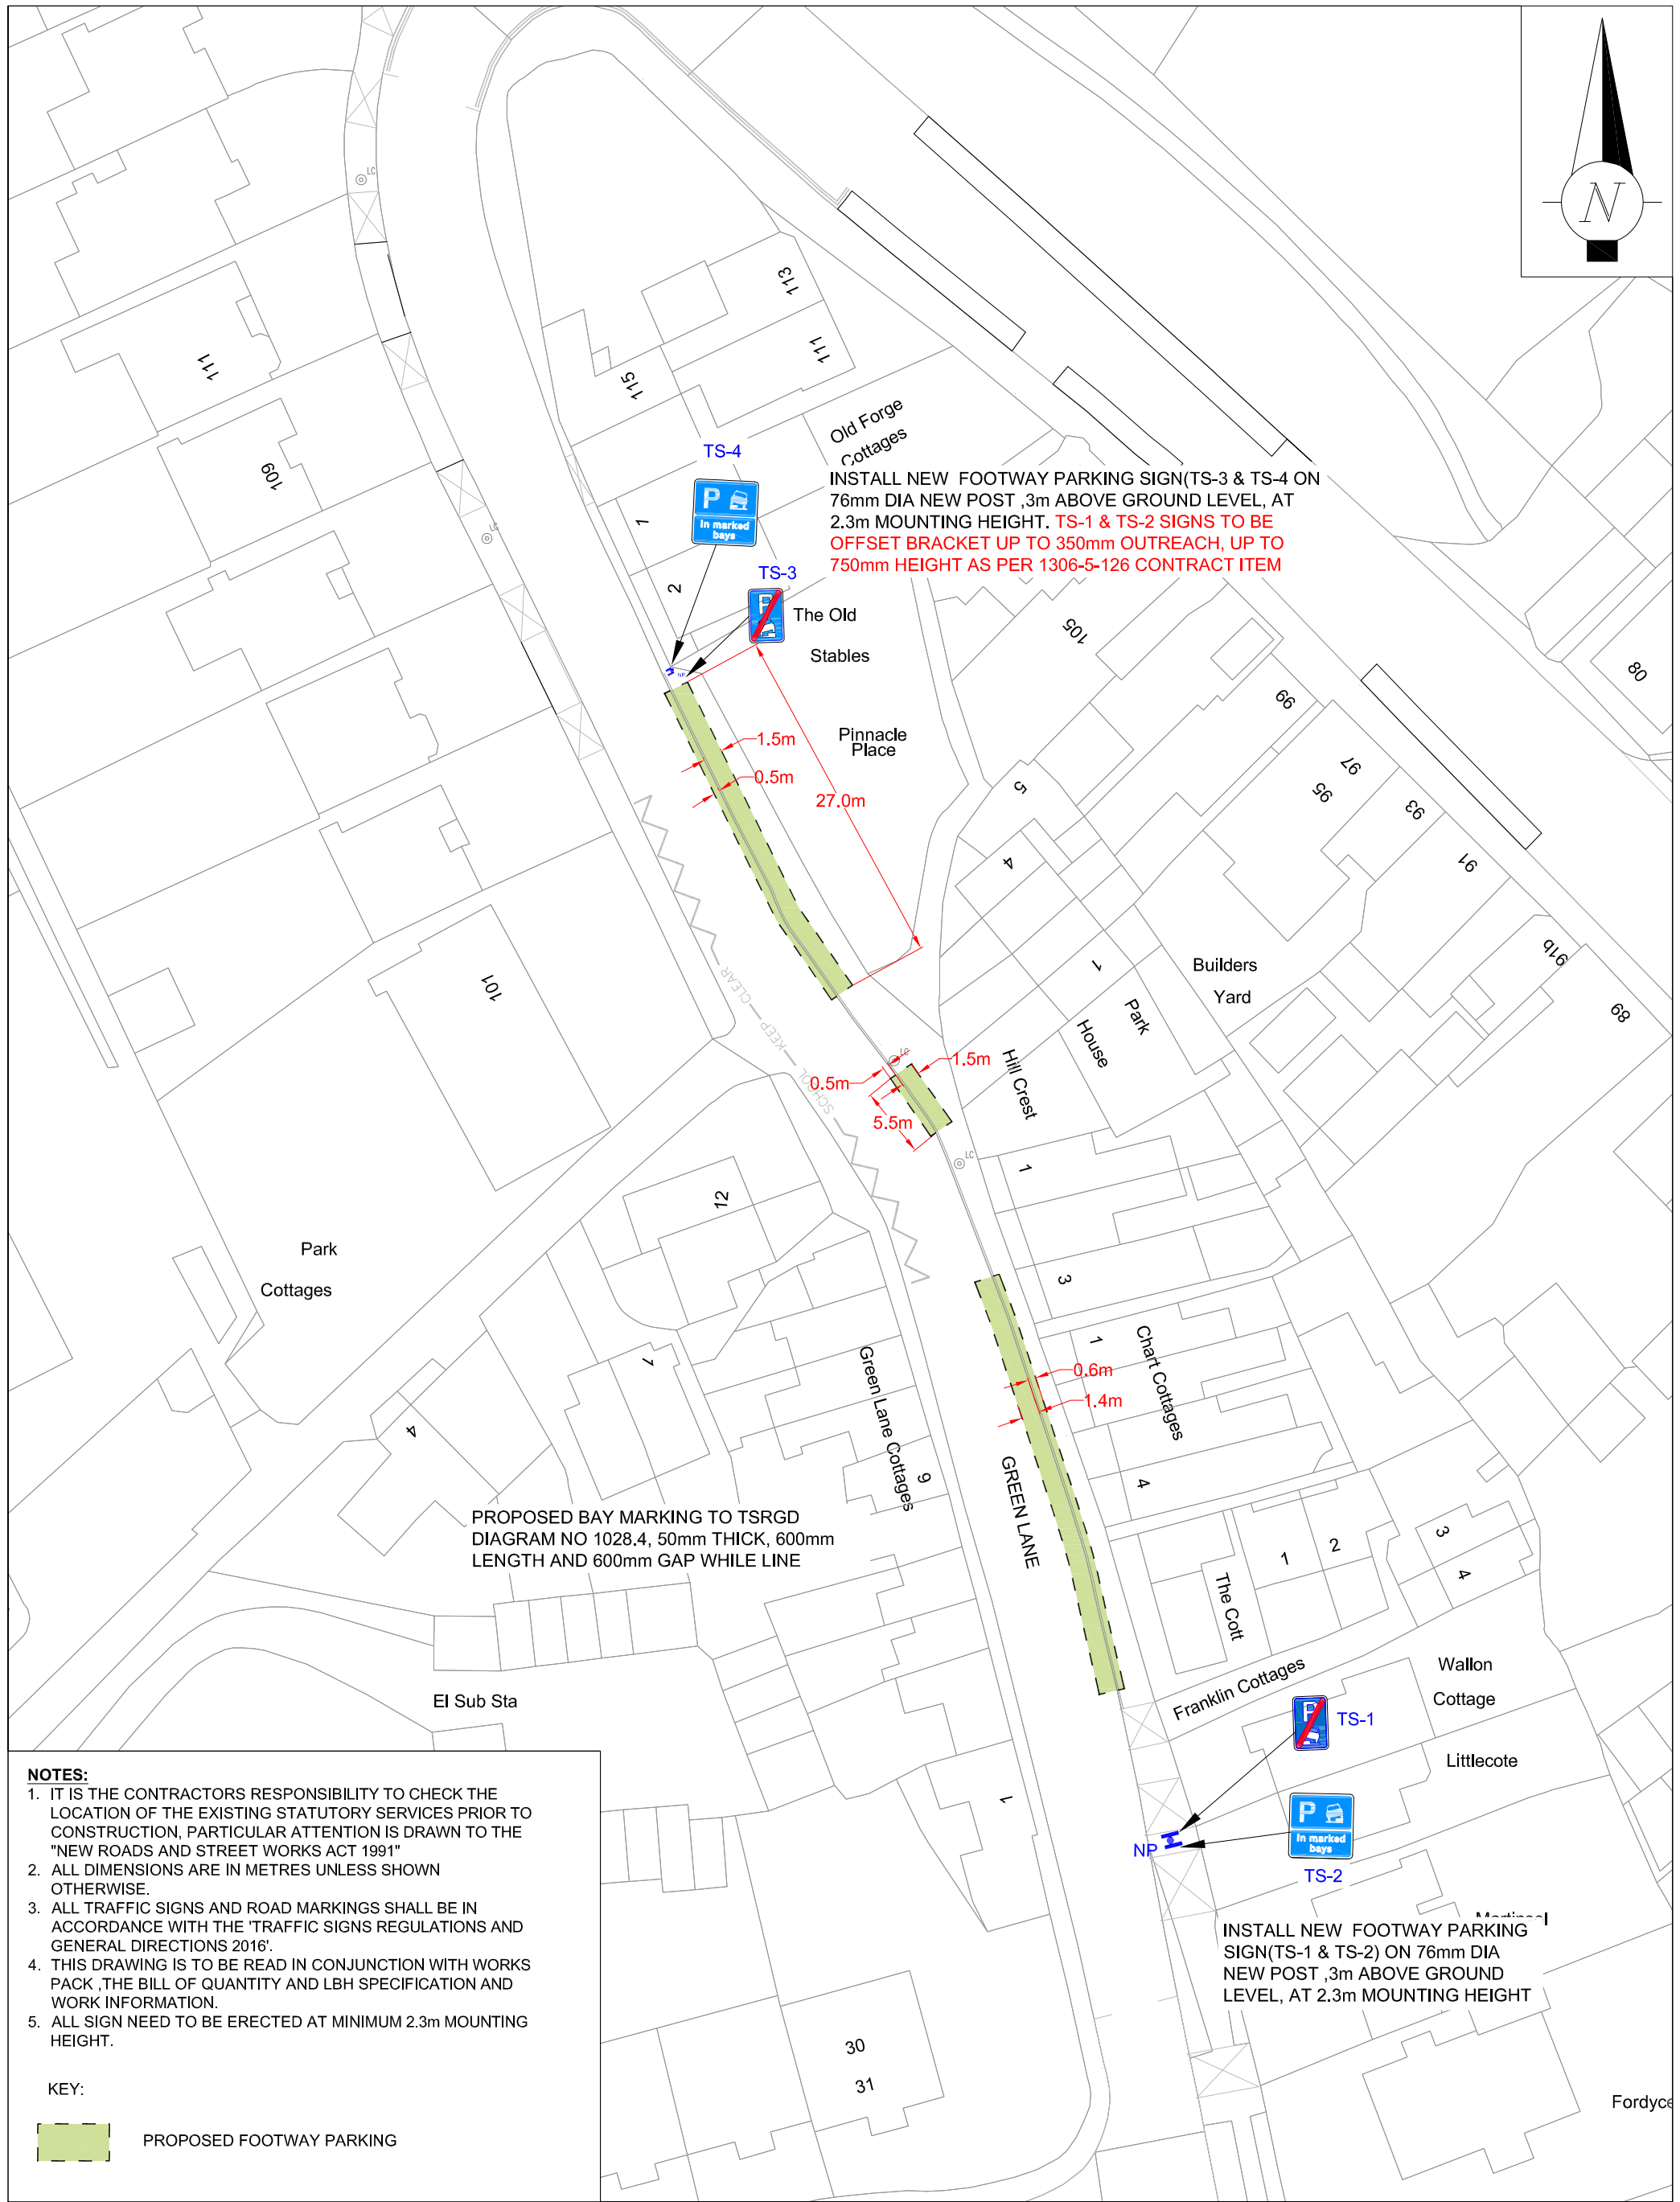 N
LC
113
111
115
111
109
LC
Old Forge
Cottages
TS-4
P
In marked
bays
1
2
TS-3
P
The Old
Stables
INSTALL NEW FOOTWAY PARKING SIGN(TS-3 & TS-4 ON
76mm DIA NEW POST ,3m ABOVE GROUND LEVEL, AT
2.3m MOUNTING HEIGHT. TS-1 & TS-2 SIGNS TO BE
OFFSET BRACKET UP TO 350mm OUTREACH, UP TO
750mm HEIGHT AS PER 1306-5-126 CONTRACT ITEM
NP
105
99
80
97
95
93
91
91b
89
Pinnacle
Place
1.5m
0.5m
27.0m
5
4
1
Park
House
Builders
Yard
101
SCHOOL KEEP CLEAR
LC
1.5m
0.5m
5.5m
Hill Crest
LC
1
3
12
Park
Cottages
7
4
Green Lane Cottages
9
1
Chart Cottages
4
0.6m
1.4m
GREEN LANE
PROPOSED BAY MARKING TO TSRGD
DIAGRAM NO 1028.4, 50mm THICK, 600mm
LENGTH AND 600mm GAP WHILE LINE
The Cott
1
2
3
4
Franklin Cottages
Wallon
Cottage
El Sub Sta
P
TS-1
Littlecote
P
In marked
bays
TS-2
NP
1
INSTALL NEW FOOTWAY PARKING
SIGN(TS-1 & TS-2) ON 76mm DIA
NEW POST ,3m ABOVE GROUND
LEVEL, AT 2.3m MOUNTING HEIGHT
30
31
Fordyce
NOTES:
1. IT IS THE CONTRACTORS RESPONSIBILITY TO CHECK THE
LOCATION OF THE EXISTING STATUTORY SERVICES PRIOR TO
CONSTRUCTION, PARTICULAR ATTENTION IS DRAWN TO THE
"NEW ROADS AND STREET WORKS ACT 1991"
2. ALL DIMENSIONS ARE IN METRES UNLESS SHOWN
OTHERWISE.
3. ALL TRAFFIC SIGNS AND ROAD MARKINGS SHALL BE IN
ACCORDANCE WITH THE 'TRAFFIC SIGNS REGULATIONS AND
GENERAL DIRECTIONS 2016'.
4. THIS DRAWING IS TO BE READ IN CONJUNCTION WITH WORKS
PACK ,THE BILL OF QUANTITY AND LBH SPECIFICATION AND
WORK INFORMATION.
5. ALL SIGN NEED TO BE ERECTED AT MINIMUM 2.3m MOUNTING
HEIGHT.
KEY:
PROPOSED FOOTWAY PARKING